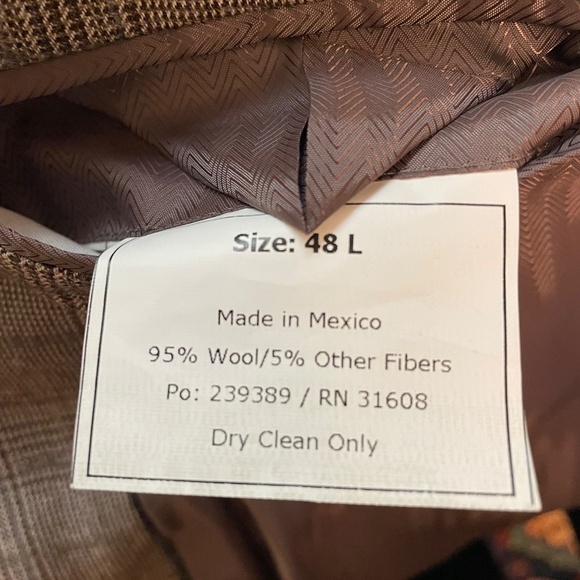 Size: 48 L
Made in Mexico
95% Wool/5% Other Fibers
Po: 239389 / RN 31608
Dry Clean Only